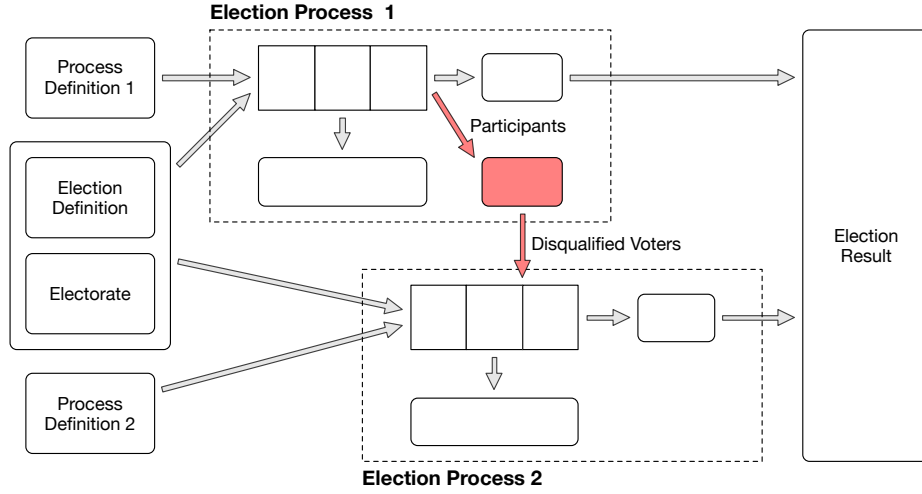 Election Process 1
Process
Definition 1
Participants
Election
Definition
Disqualified Voters
Election
Result
Electorate
Process
Definition 2
Election Process 2